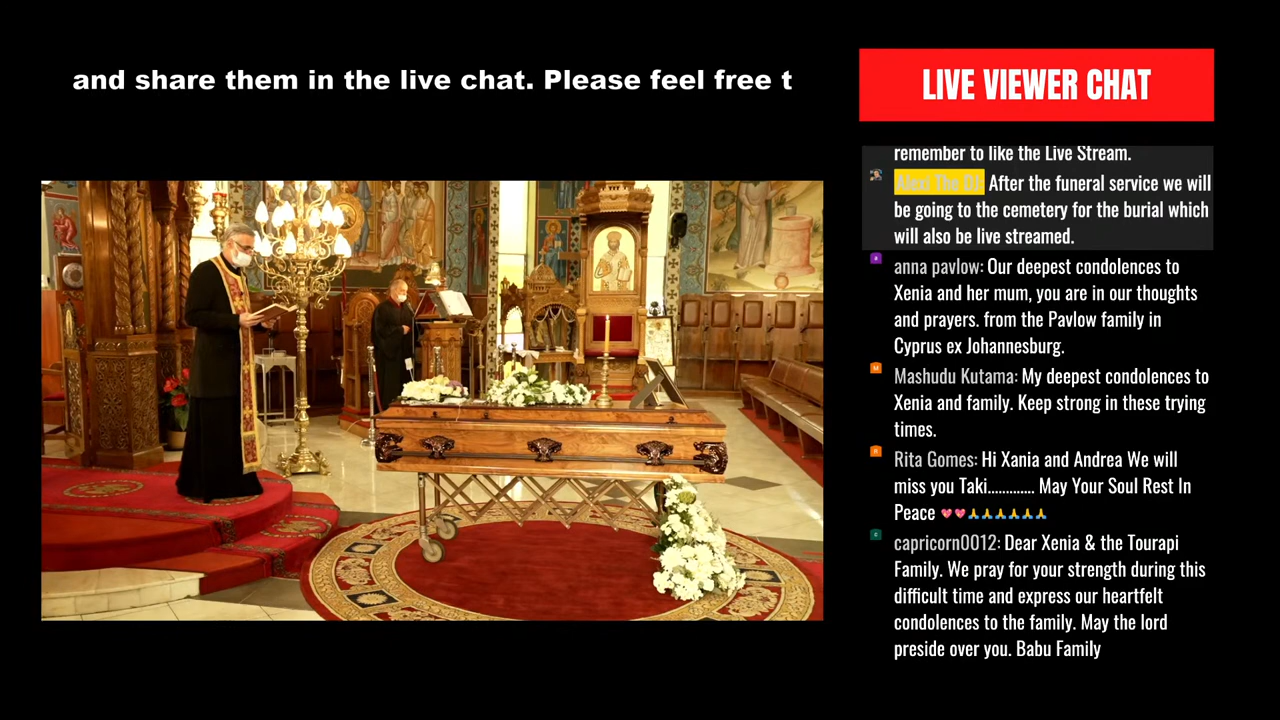 and share them in the live chat. Please feel free t
LIVE VIEWER CHAT
remember to like the Live Stream.
Alexi The DJ: After the funeral service we will
be going to the cemetery for the burial which
will also be live streamed.
anna pavlow: Our deepest condolences to
Xenia and her mum, you are in our thoughts
and prayers. from the Pavlow family in
Cyprus ex Johannesburg.
Mashudu Kutama: My deepest condolences to
Xenia and family. Keep strong in these trying
times.
Rita Gomes: Hi Xania and Andrea We will
miss you Taki............. May Your Soul Rest In
Peace 💖💖🙏🙏🙏🙏🙏🙏
capricorn0012: Dear Xenia & the Tourapi
Family. We pray for your strength during this
difficult time and express our heartfelt
condolences to the family. May the lord
preside over you. Babu Family